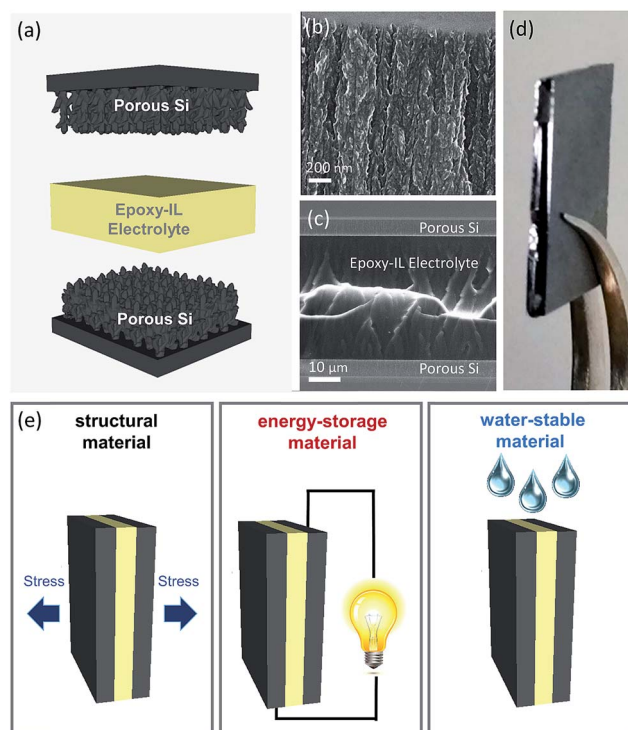 (a)
Porous Si
Epoxy-IL
Electrolyte
Porous Si
(b)
200 nm
(c)
Porous Si
Epoxy-IL Electrolyte
Porous Si
10 μm
(d)
(e)
structural
material
Stress
Stress
energy-storage
material
water-stable
material